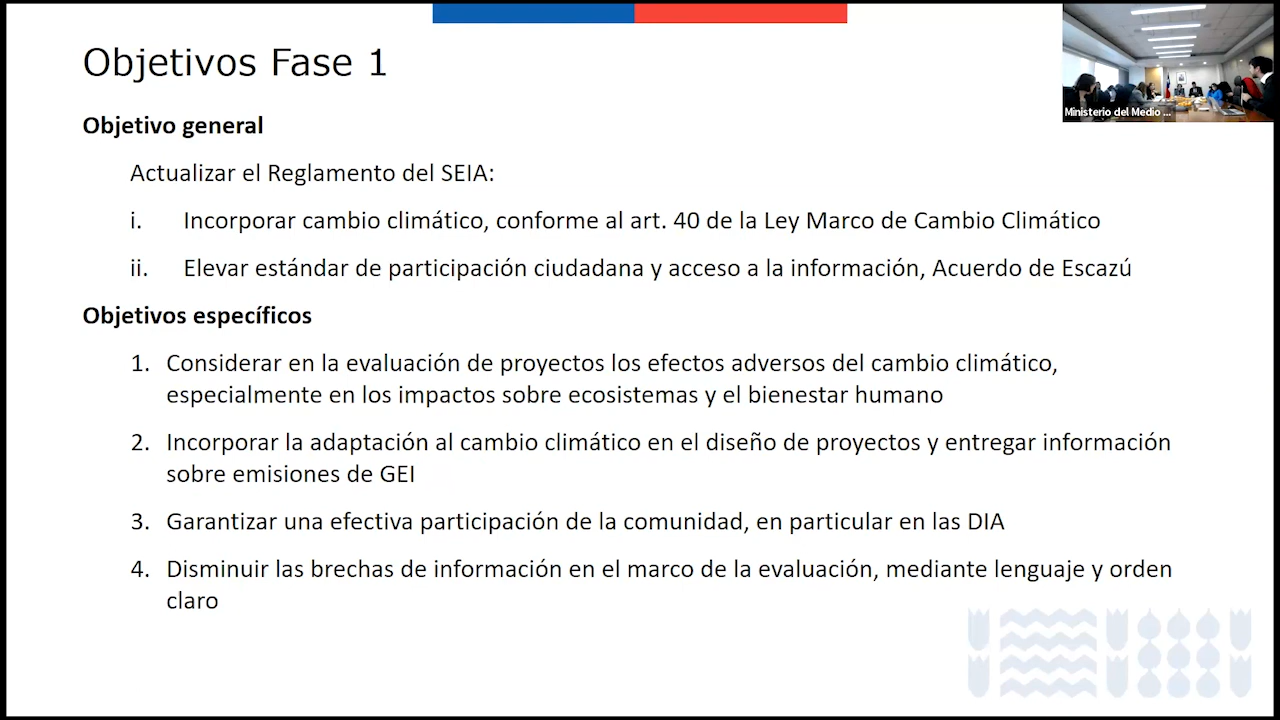 Objetivos Fase 1
Ministerio del Medio ...
Objetivo general
Actualizar el Reglamento del SEIA:
i. Incorporar cambio climático, conforme al art. 40 de la Ley Marco de Cambio Climático
ii. Elevar estándar de participación ciudadana y acceso a la información, Acuerdo de Escazú
Objetivos específicos
1. Considerar en la evaluación de proyectos los efectos adversos del cambio climático,
especialmente en los impactos sobre ecosistemas y el bienestar humano
2. Incorporar la adaptación al cambio climático en el diseño de proyectos y entregar información
sobre emisiones de GEI
3. Garantizar una efectiva participación de la comunidad, en particular en las DIA
4. Disminuir las brechas de información en el marco de la evaluación, mediante lenguaje y orden
claro